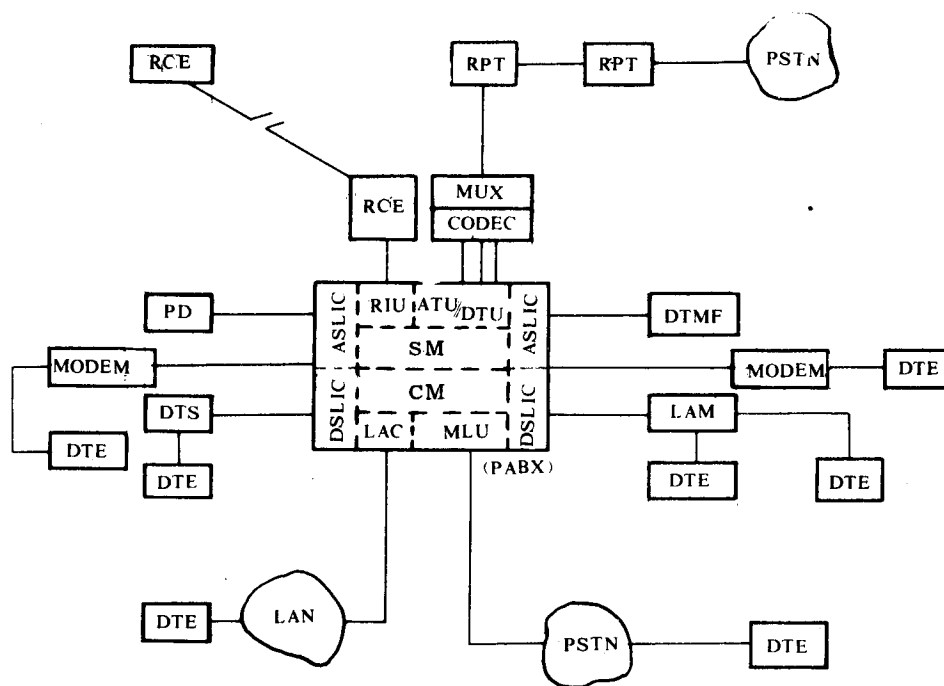 RCE
RPT
RPT
PSTN
RCE
MUX
CODEC
PD
ASLIC
RIU
ATU//DTU
ASLIC
DTMF
SM
MODEM
MODEM
DTE
CM
DTS
DSLIC
DSLIC
LAM
LAC
MLU
DTE
DTE
(PABX)
DTE
DTE
DTE
LAN
PSTN
DTE